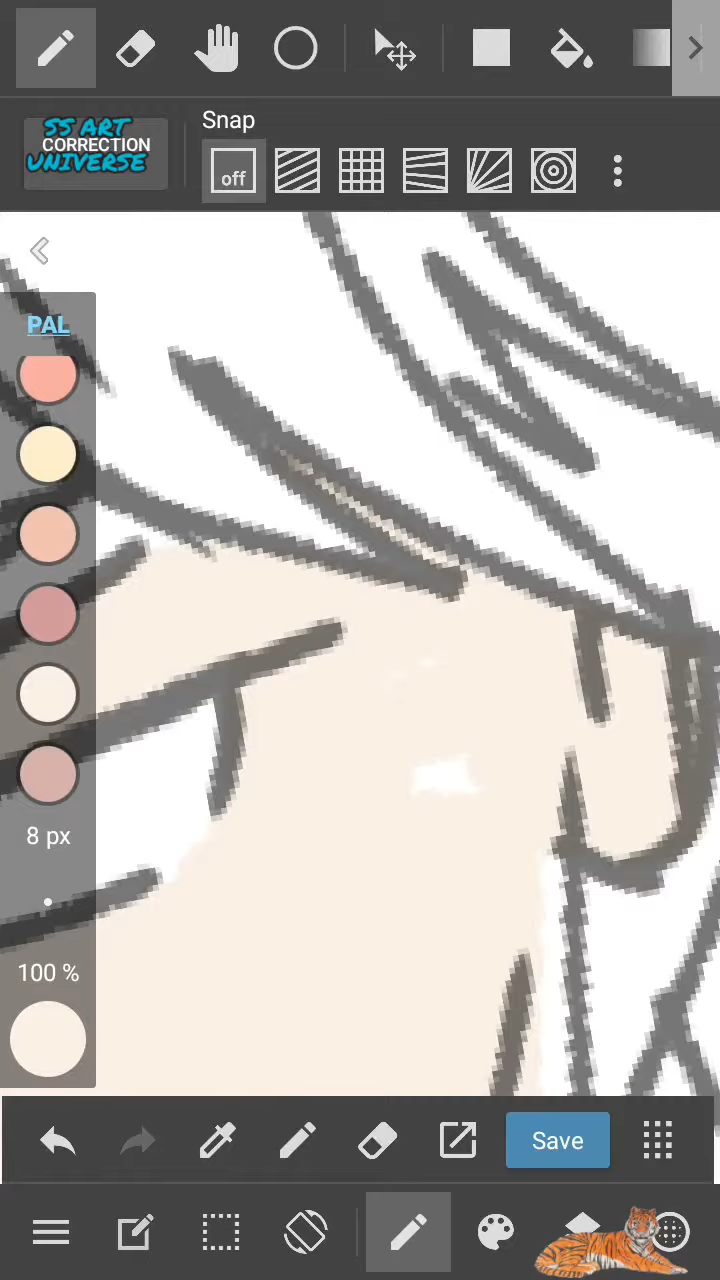 Snap
SS ART
CORRECTION
UNIVERSE
off
PAL
8 px
100 %
Save